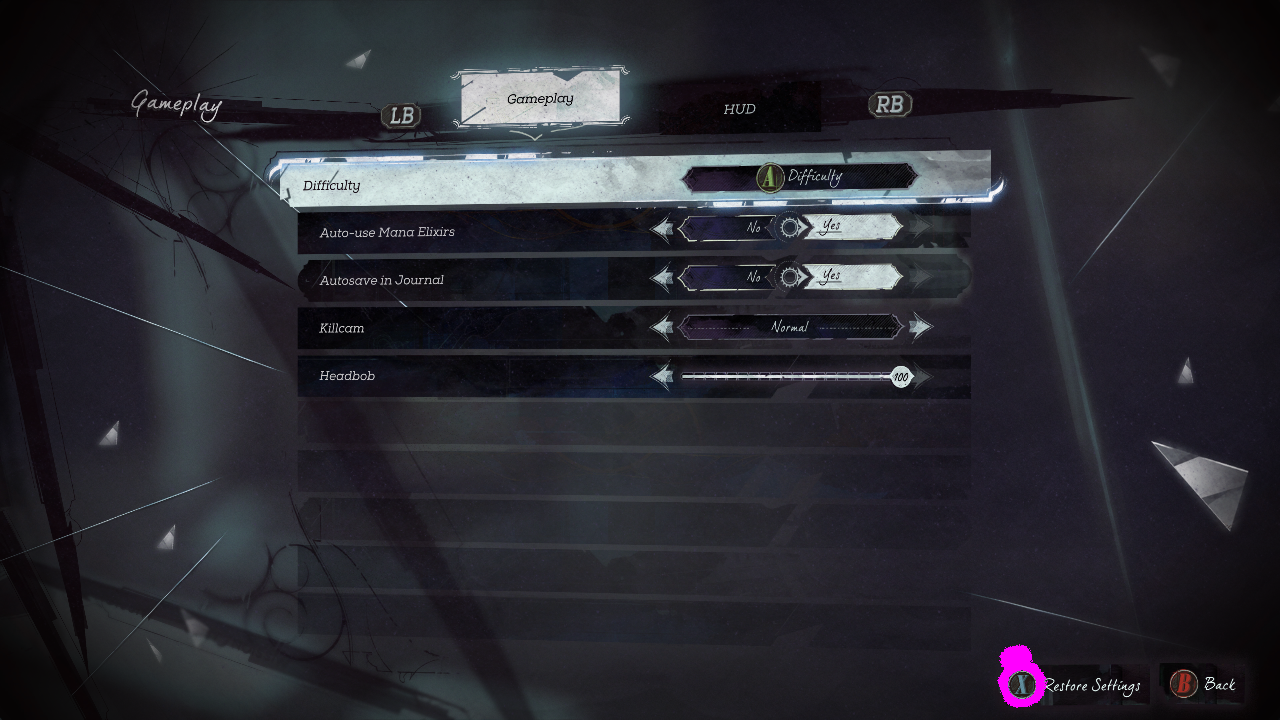 Gameplay
LB
Gameplay
HUD
RB
Difficulty
A Difficulty
Auto-use Mana Elixirs
No
Yes
Autosave in Journal
No
Yes
Killcam
Normal
Headbob
100
X Restore Settings
B Back